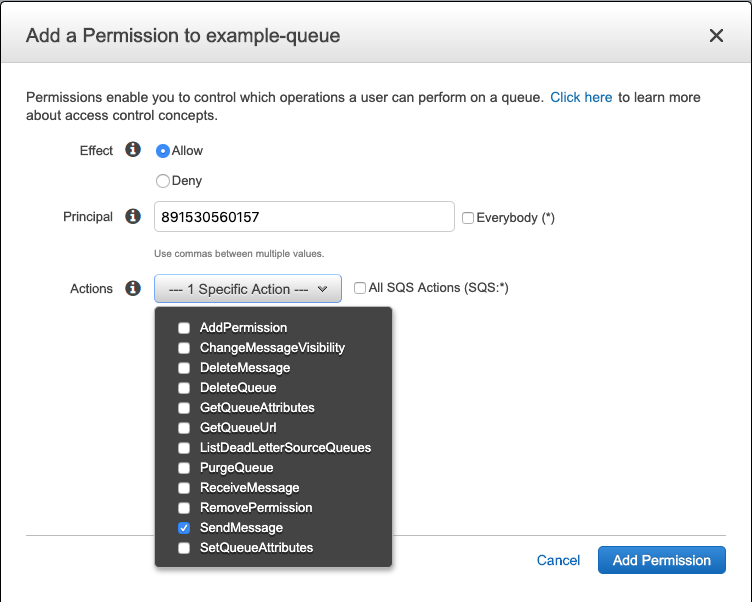 Add a Permission to example-queue
Permissions enable you to control which operations a user can perform on a queue. Click here to learn more
about access control concepts.
Effect Allow
Deny
Principal 891530560157 Everybody (*)
Use commas between multiple values.
Actions --- 1 Specific Action --- All SQS Actions (SQS:*)
AddPermission
ChangeMessageVisibility
DeleteMessage
DeleteQueue
GetQueueAttributes
GetQueueUrl
ListDeadLetterSourceQueues
PurgeQueue
ReceiveMessage
RemovePermission
SendMessage
SetQueueAttributes
Cancel Add Permission